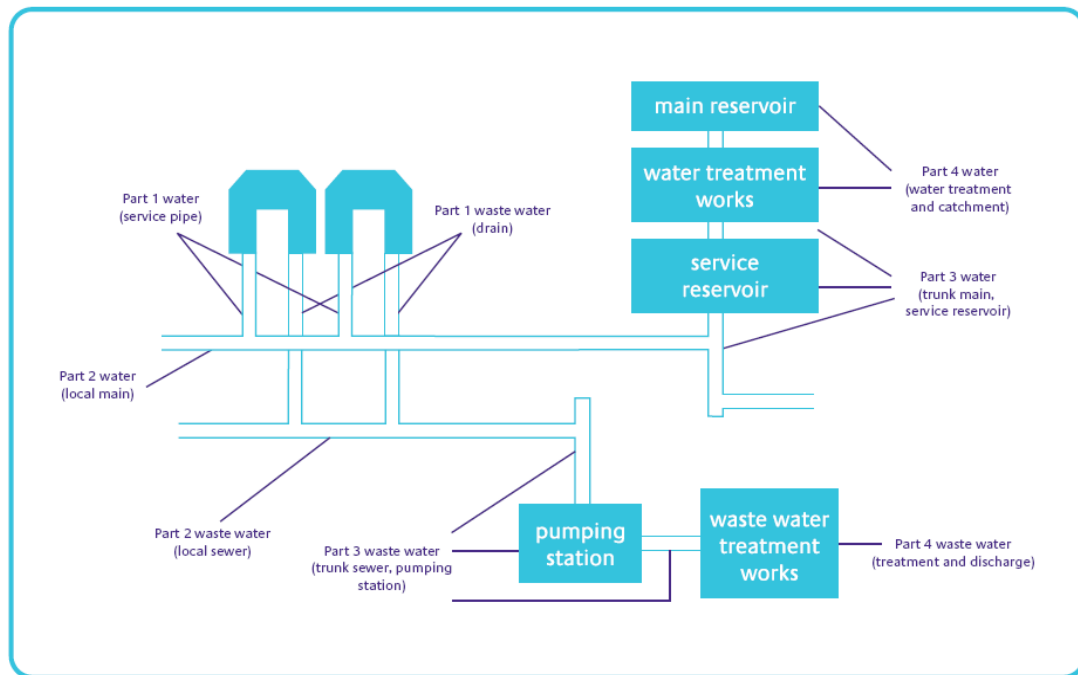 main reservoir
water treatment
works
Part 4 water
(water treatment
and catchment)
Part 1 water
(service pipe)
Part 1 waste water
(drain)
service
reservoir
Part 3 water
(trunk main,
service reservoir)
Part 2 water
(local main)
Part 2 waste water
(local sewer)
pumping
station
waste water
treatment
works
Part 3 waste water
(trunk sewer, pumping
station)
Part 4 waste water
(treatment and discharge)